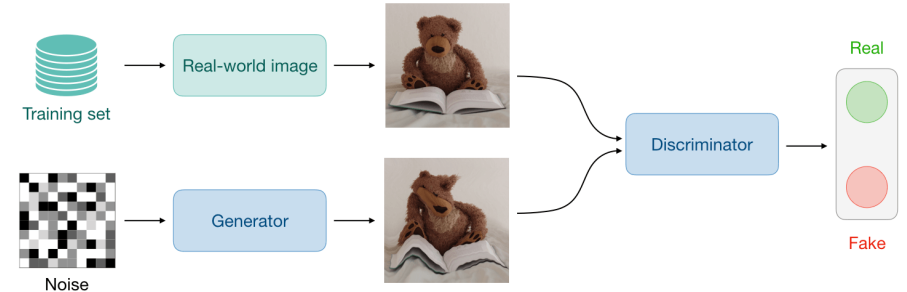 Real
Real-world image
Training set
Discriminator
Generator
Fake
Noise